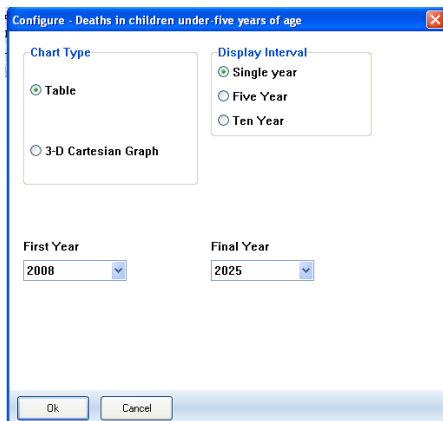 Configure - Deaths in children under-five years of age
Chart Type
Table
3-D Cartesian Graph
Display Interval
Single year
Five Year
Ten Year
First Year
2008
Final Year
2025
Ok
Cancel